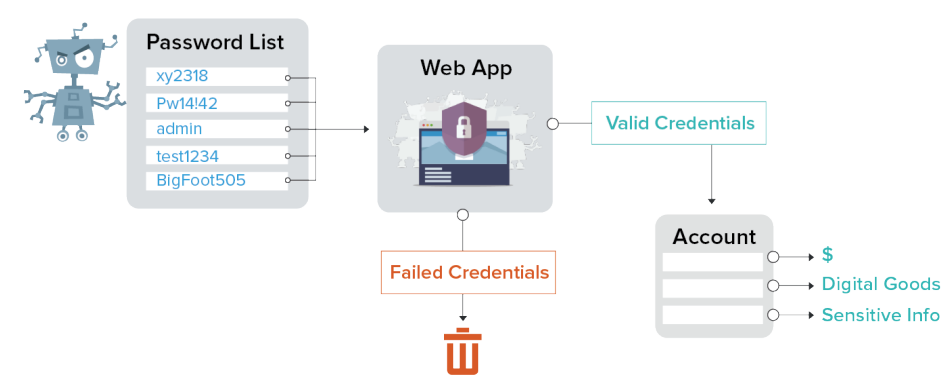 Password List
xy2318
Pw14!42
admin
test1234
BigFoot505
Web App
Valid Credentials
Failed Credentials
Account
$
Digital Goods
Sensitive Info